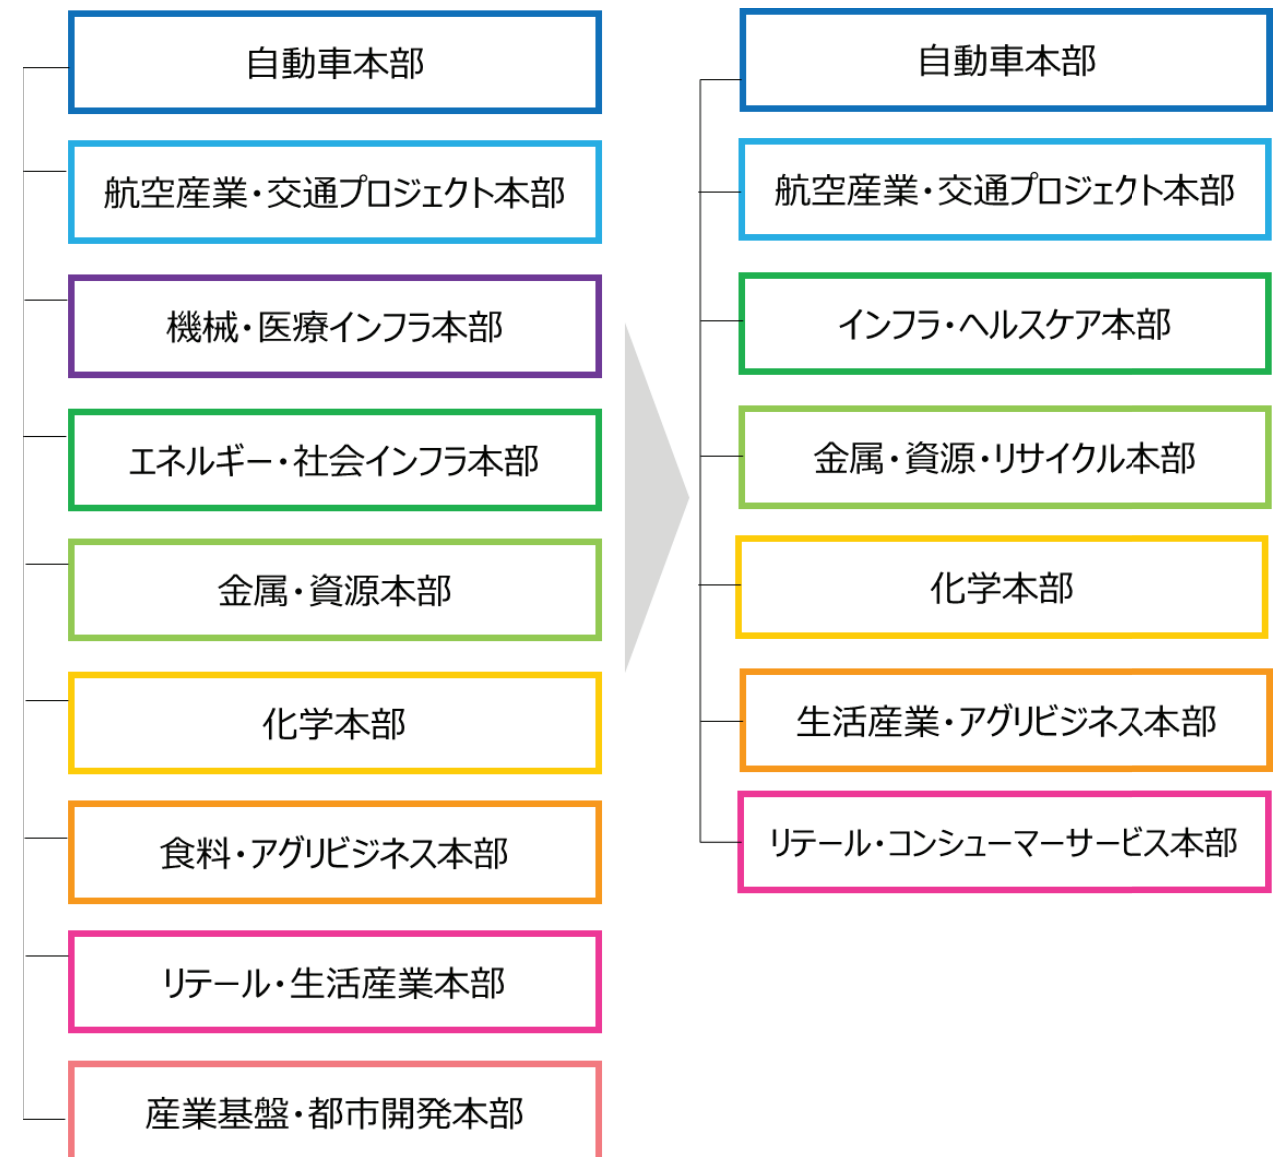 自動車本部
航空産業・交通プロジェクト本部
機械・医療インフラ本部
エネルギー・社会インフラ本部
金属・資源本部
化学本部
食料・アグリビジネス本部
リテール・生活産業本部
産業基盤・都市開発本部
自動車本部
航空産業・交通プロジェクト本部
インフラ・ヘルスケア本部
金属・資源・リサイクル本部
化学本部
生活産業・アグリビジネス本部
リテール・コンシューマーサービス本部